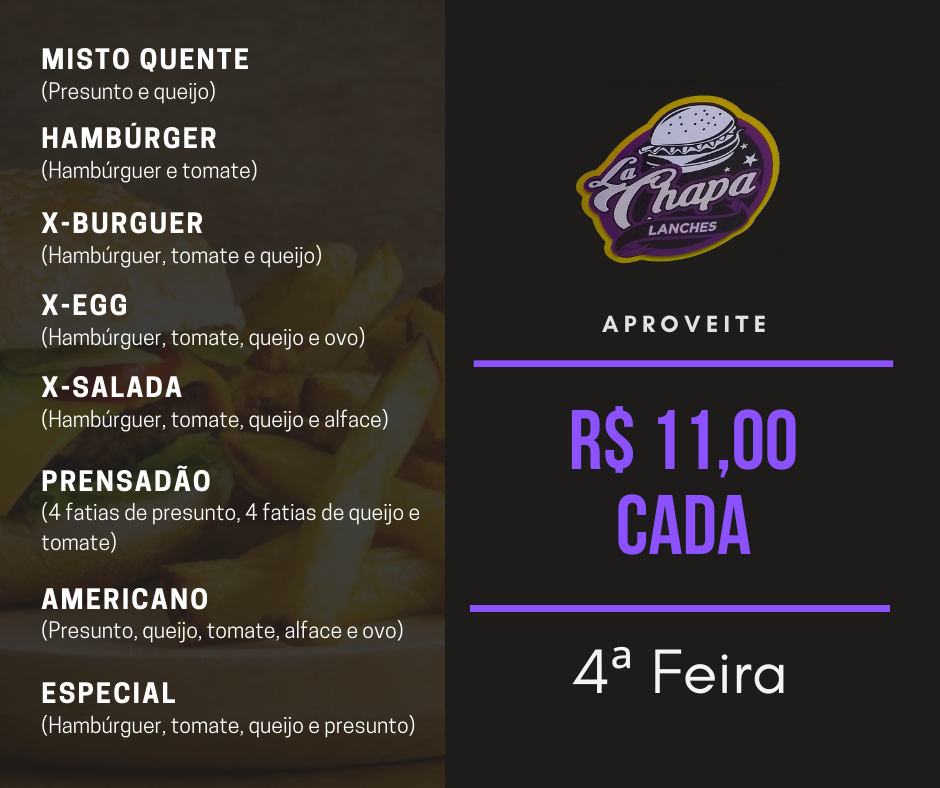 MISTO QUENTE
(Presunto e queijo)
HAMBÚRGER
(Hambúrguer e tomate)
X-BURGUER
(Hambúrguer, tomate e queijo)
X-EGG
(Hambúrguer, tomate, queijo e ovo)
X-SALADA
(Hambúrguer, tomate, queijo e alface)
PRENSADÃO
(4 fatias de presunto, 4 fatias de queijo e
tomate)
AMERICANO
(Presunto, queijo, tomate, alface e ovo)
ESPECIAL
(Hambúrguer, tomate, queijo e presunto)
La
Chapa
LANCHES
APROVEITE
R$ 11,00
CADA
4ª Feira